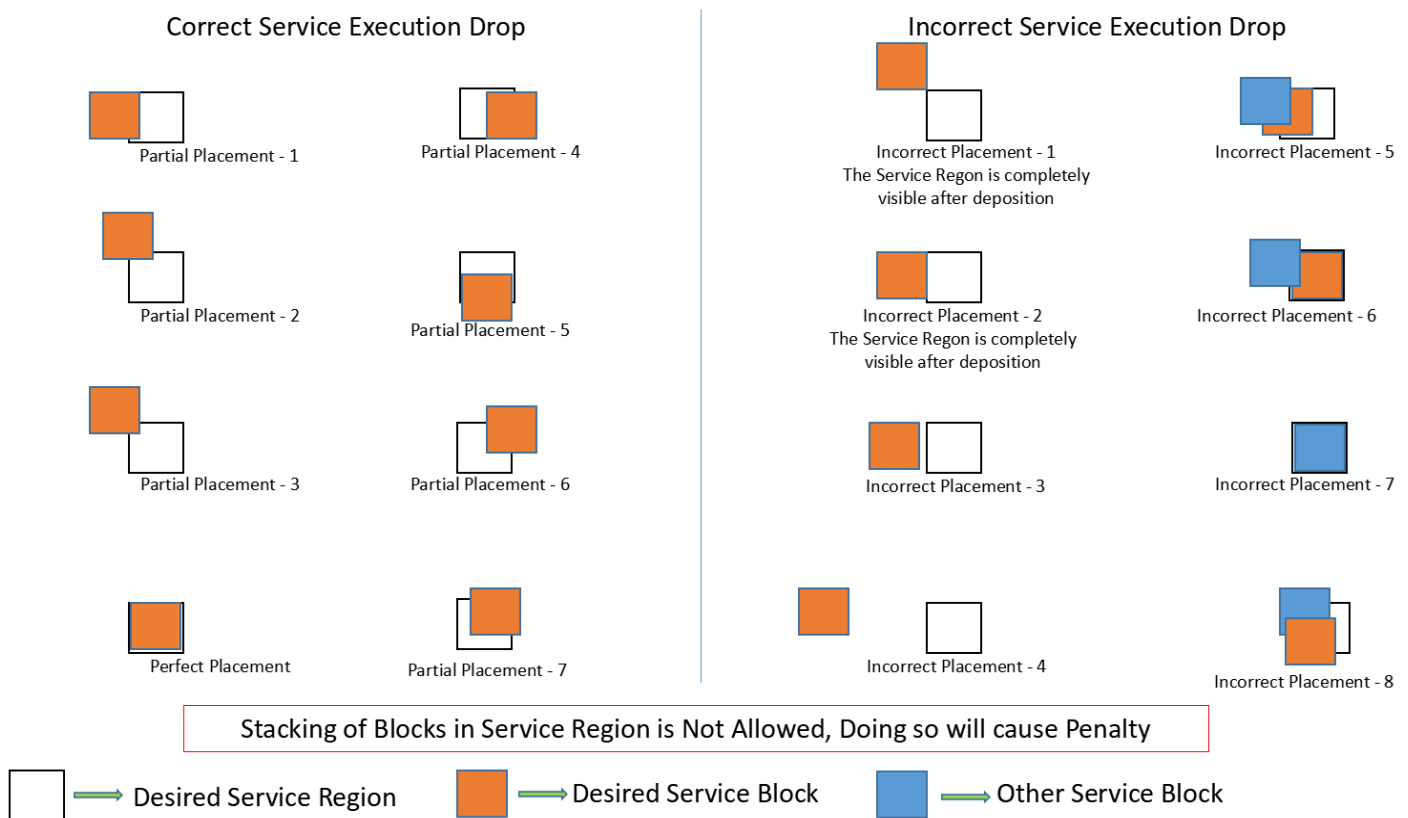 Correct Service Execution Drop
Partial Placement - 1
Partial Placement - 4
Partial Placement - 2
Partial Placement - 5
Partial Placement - 3
Partial Placement - 6
Perfect Placement
Partial Placement - 7
Incorrect Service Execution Drop
Incorrect Placement - 1
The Service Regon is completely
visible after deposition
Incorrect Placement - 5
Incorrect Placement - 2
The Service Regon is completely
visible after deposition
Incorrect Placement - 6
Incorrect Placement - 3
Incorrect Placement - 7
Incorrect Placement - 4
Incorrect Placement - 8
Stacking of Blocks in Service Region is Not Allowed, Doing so will cause Penalty
Desired Service Region
Desired Service Block
Other Service Block